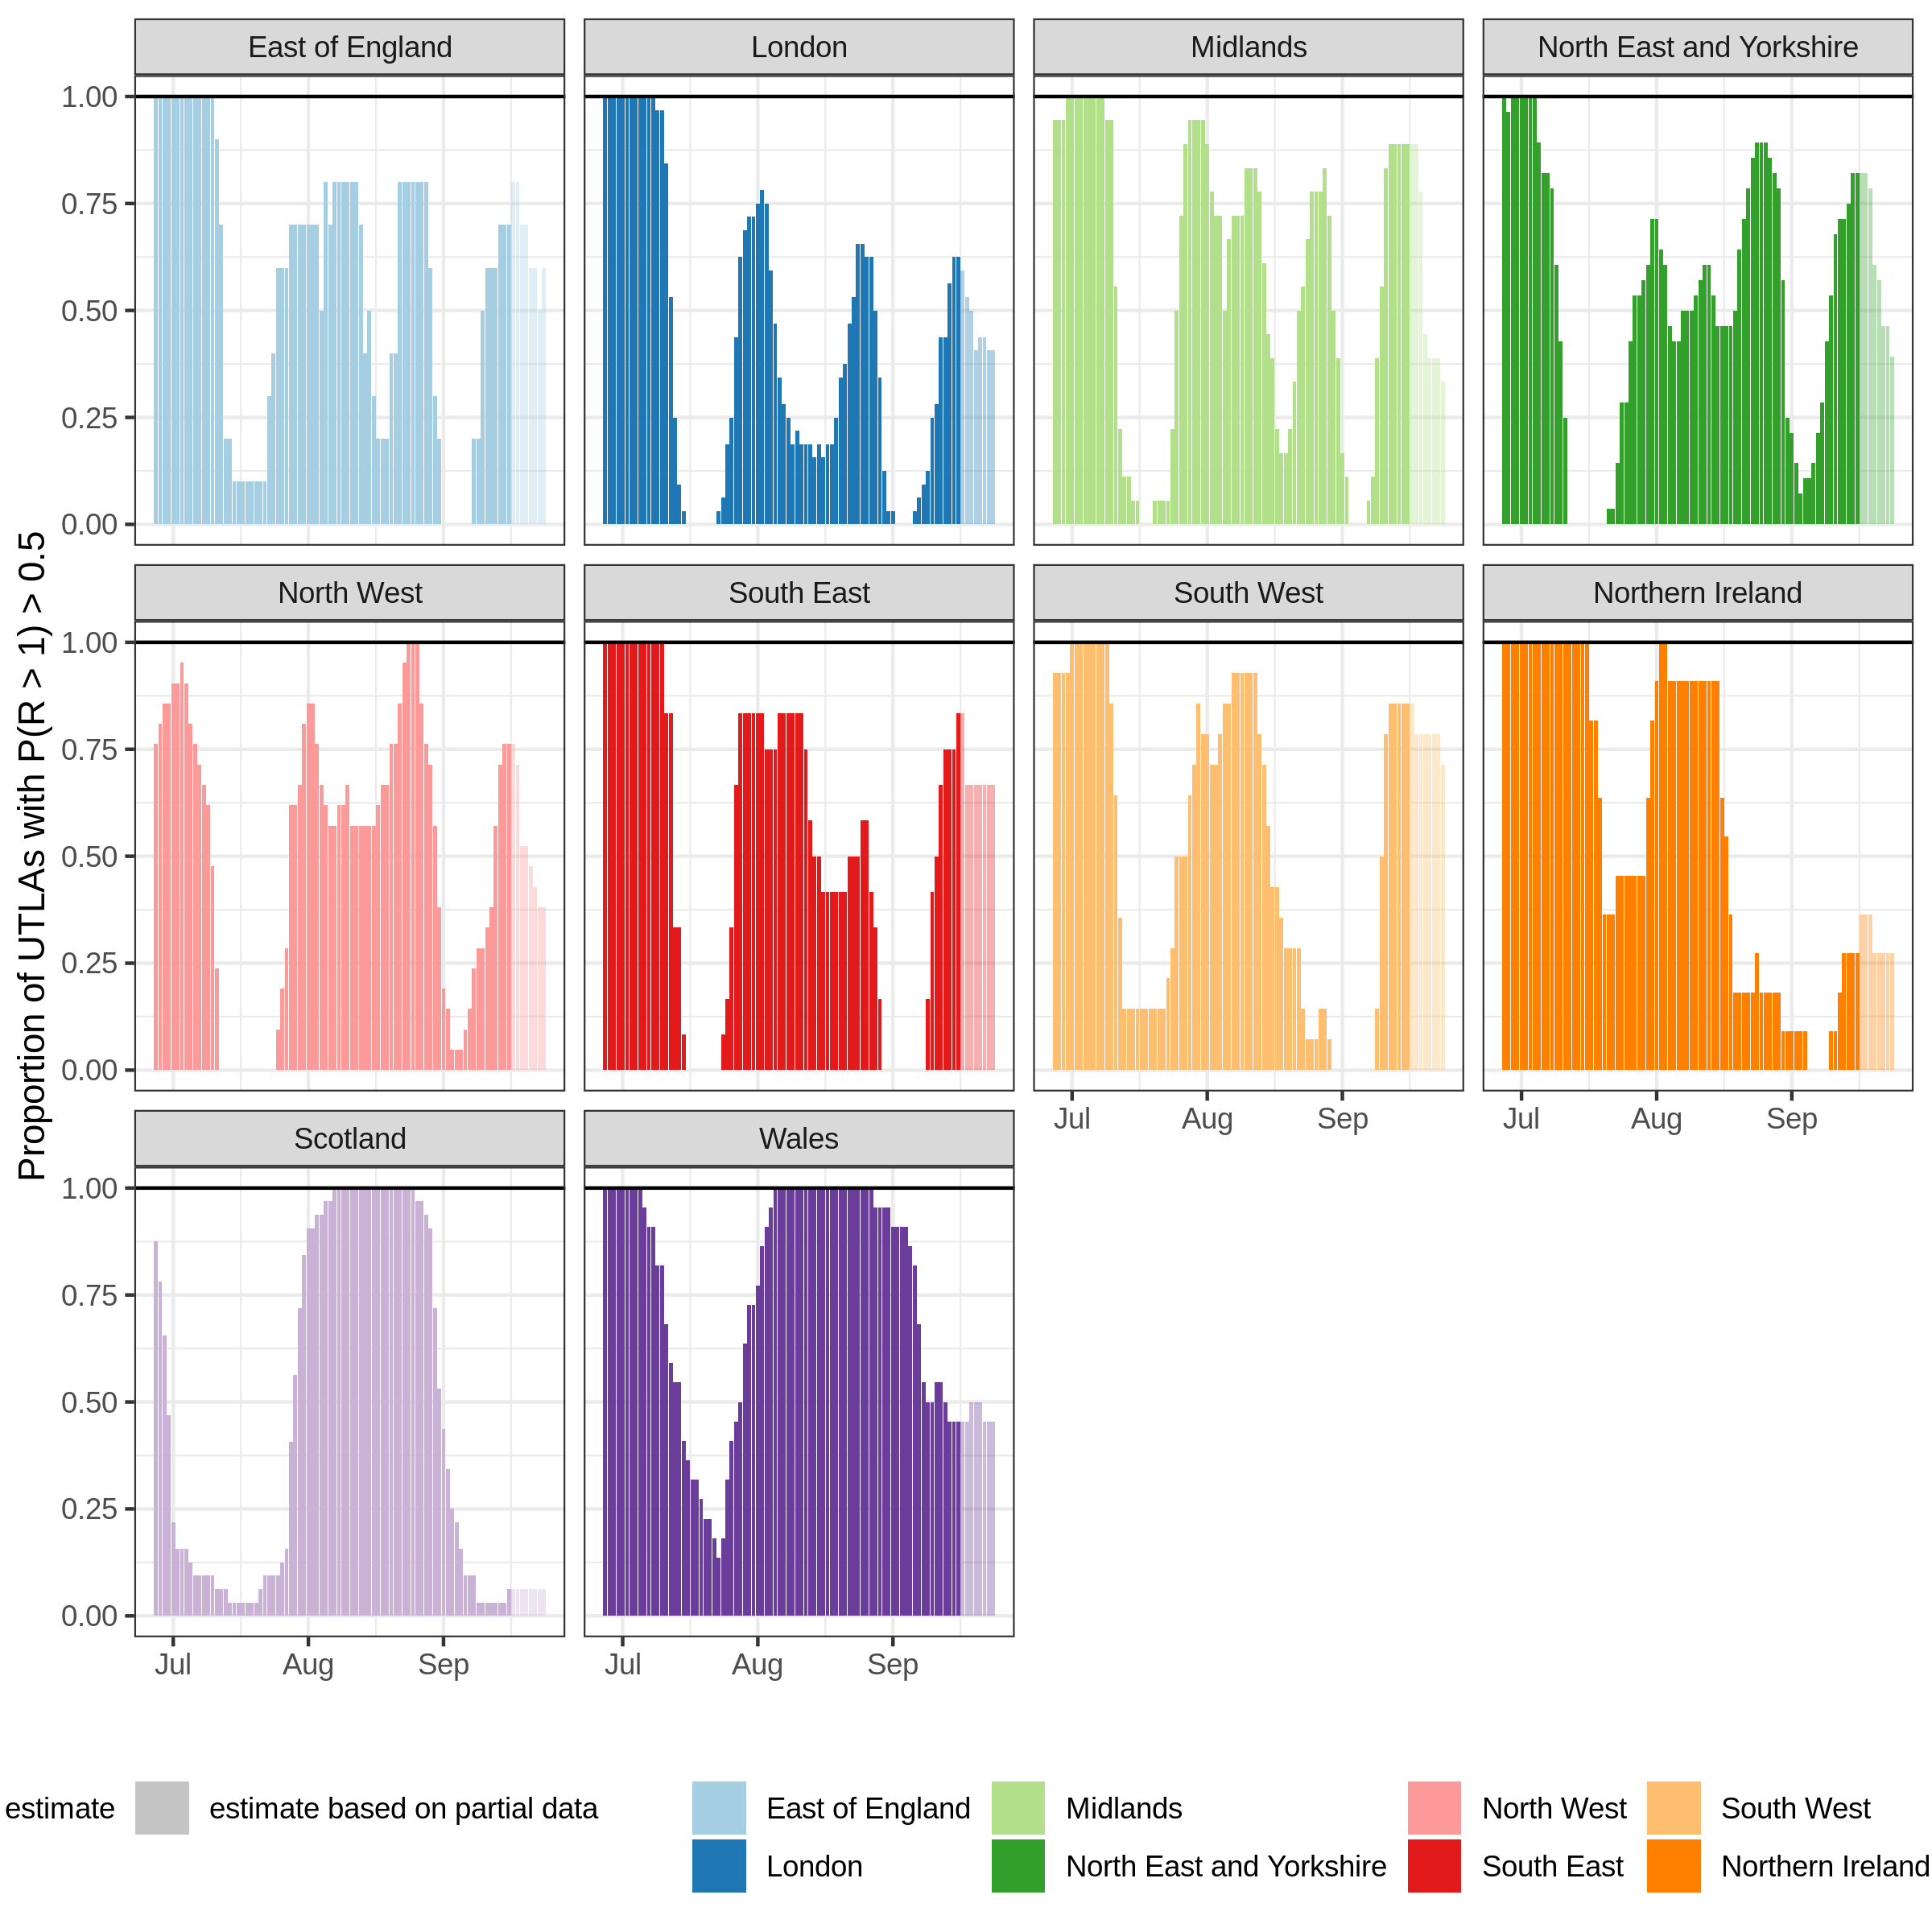 East of England London Midlands North East and Yorkshire
1.00
0.75
0.50
0.25
0.00
North West South East South West Northern Ireland
1.00
0.75
0.50
0.25
0.00
Jul Aug Sep Jul Aug Sep
Scotland Wales
1.00
0.75
0.50
0.25
0.00
Jul Aug Sep Jul Aug Sep
Proportion of UTLAs with P(R > 1) > 0.5
estimate estimate based on partial data East of England Midlands North West South West
London North East and Yorkshire South East Northern Ireland